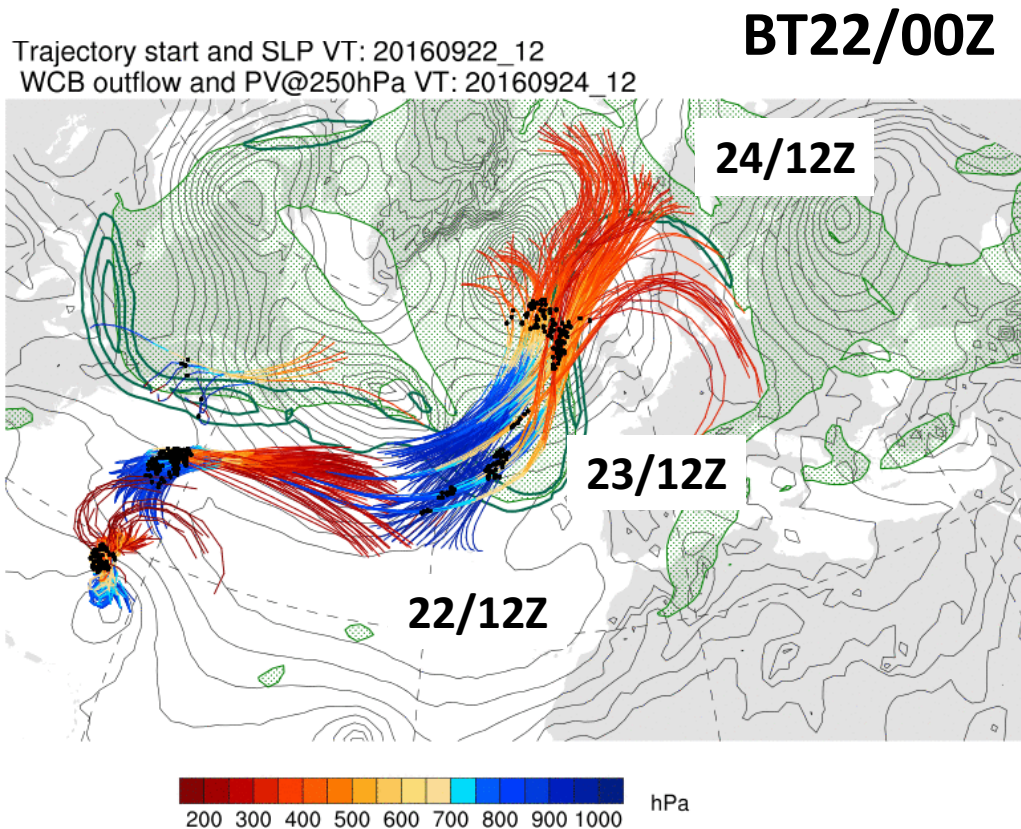 BT22/00Z
Trajectory start and SLP VT: 20160922_12
WCB outflow and PV@250hPa VT: 20160924_12
24/12Z
23/12Z
22/12Z
200 300 400 500 600 700 800 900 1000 hPa